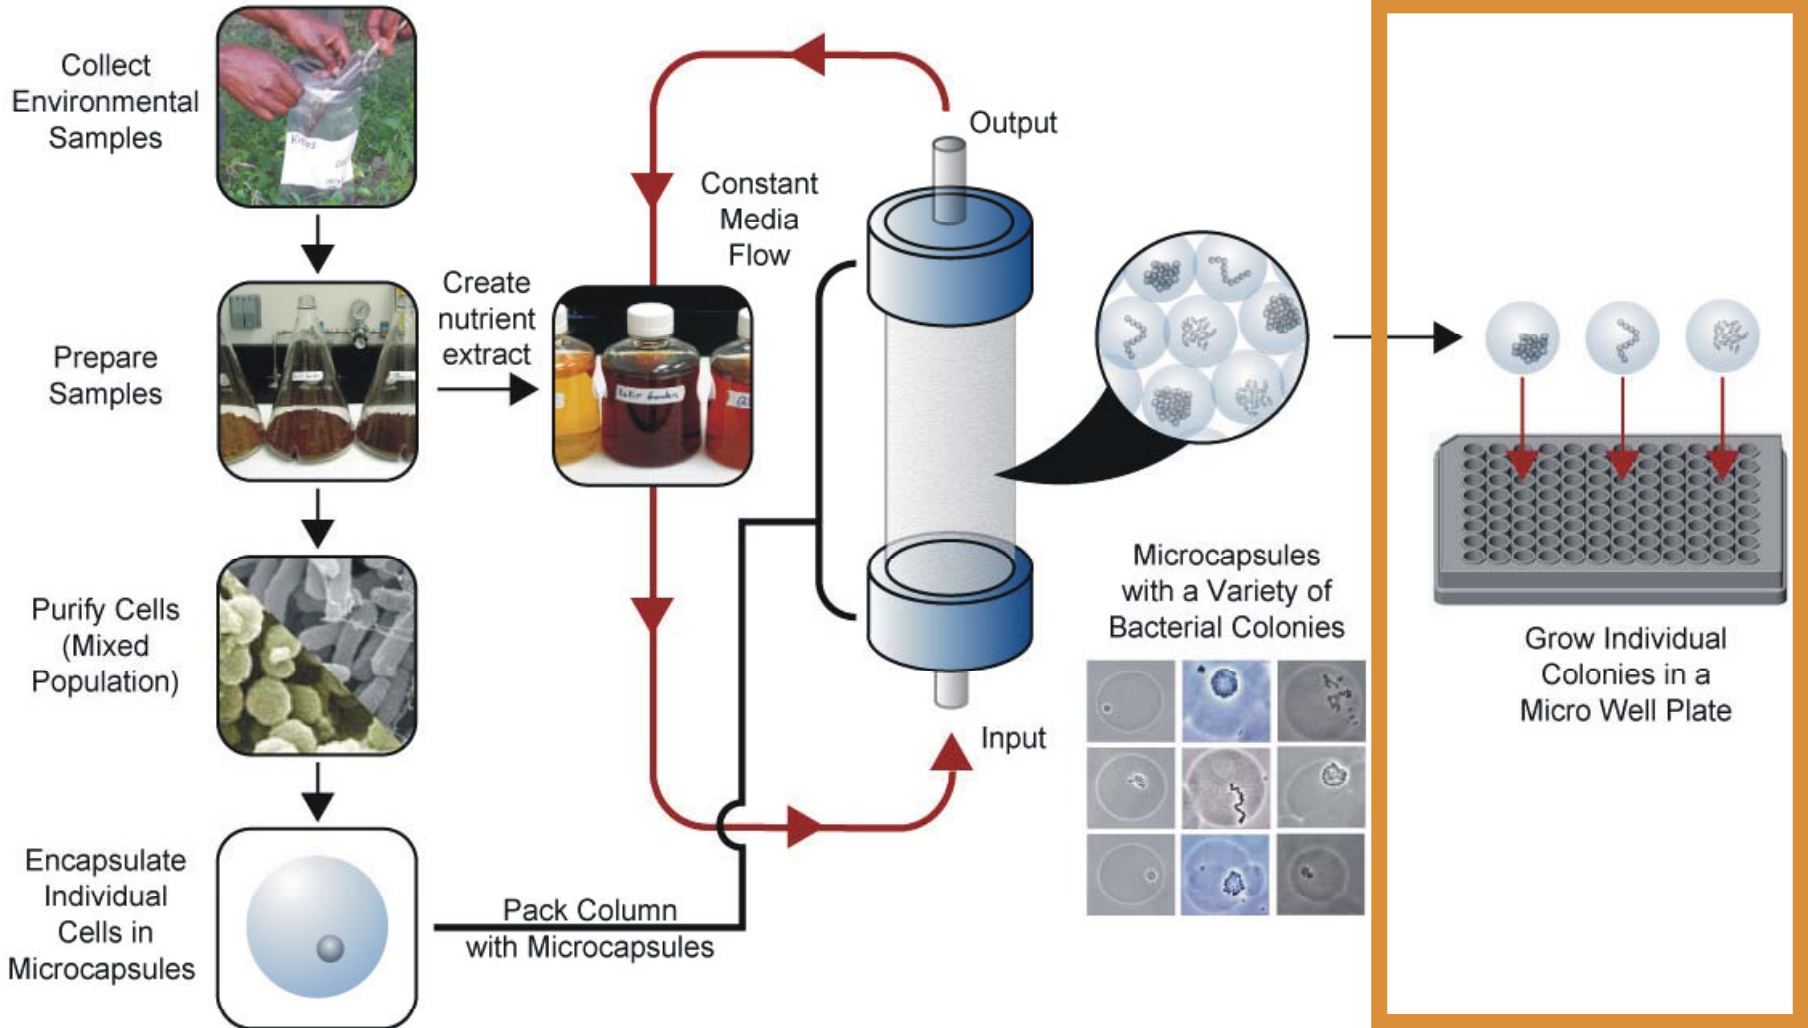 Collect
Environmental
Samples
Prepare
Samples
Create
nutrient
extract
Purify Cells
(Mixed
Population)
Encapsulate
Individual
Cells in
Microcapsules
Pack Column
with Microcapsules
Constant
Media
Flow
Output
Input
Microcapsules
with a Variety of
Bacterial Colonies
Grow Individual
Colonies in a
Micro Well Plate